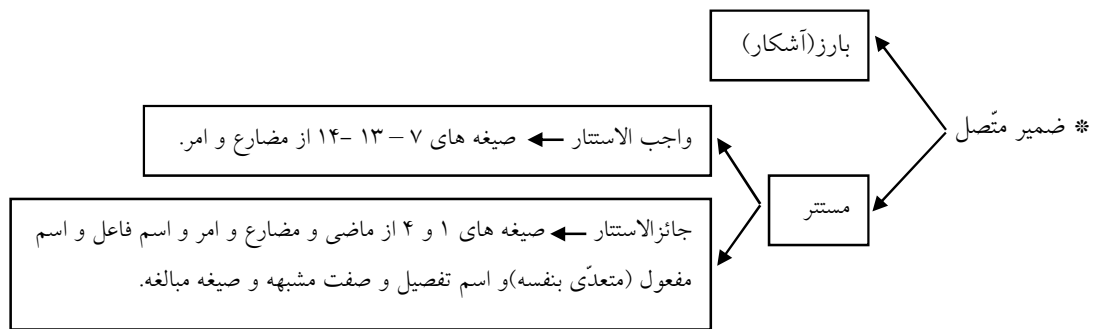 * ضمیر متّصل
بارز(آشکار)
مستتر
واجب الاستتار ← صیغه های ۷ – ۱۳ -۱۴ از مضارع و امر.
جائزالاستتار ← صیغه های ۱ و ۴ از ماضی و مضارع و امر و اسم فاعل و اسم
مفعول (متعدّی بنفسه)و اسم تفصیل و صفت مشبهه و صیغه مبالغه.